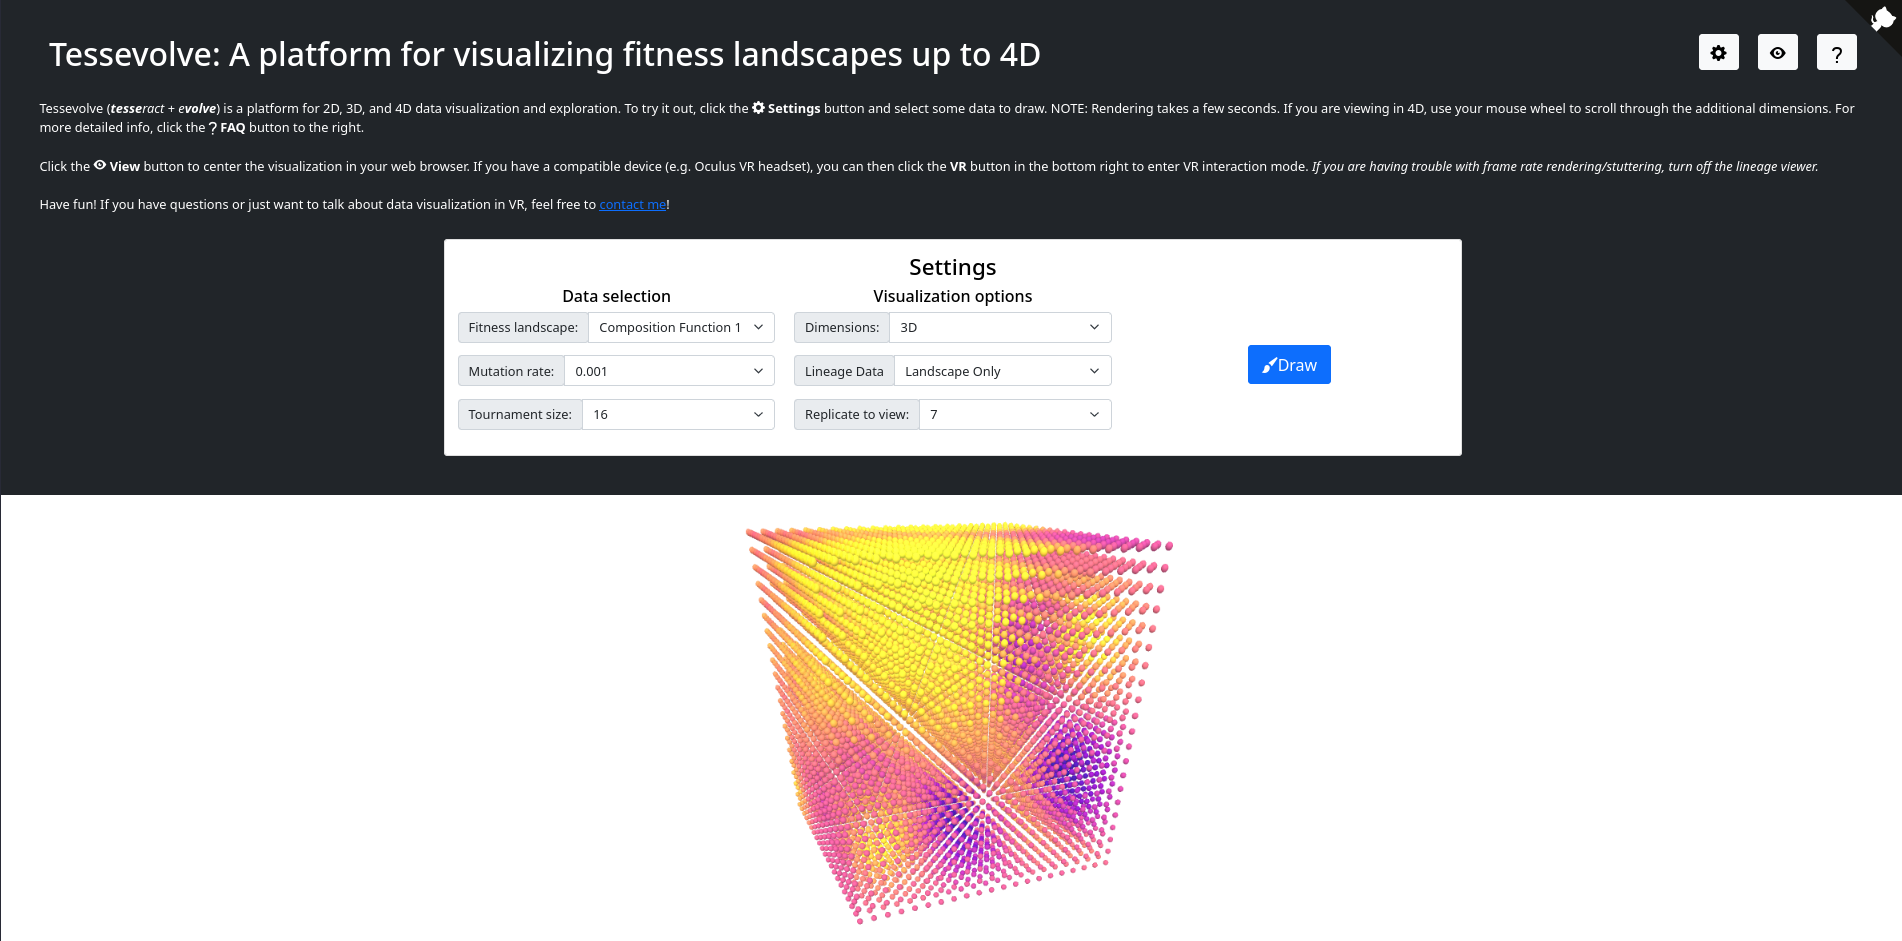 Tessevolve: A platform for visualizing fitness landscapes up to 4D
?
Tessevolve (tesseract + evolve) is a platform for 2D, 3D, and 4D data visualization and exploration. To try it out, click the Settings button and select some data to draw. NOTE: Rendering takes a few seconds. If you are viewing in 4D, use your mouse wheel to scroll through the additional dimensions. For
more detailed info, click the ? FAQ button to the right.
Click the View button to center the visualization in your web browser. If you have a compatible device (e.g. Oculus VR headset), you can then click the VR button in the bottom right to enter VR interaction mode. If you are having trouble with frame rate rendering/stuttering, turn off the lineage viewer.
Have fun! If you have questions or just want to talk about data visualization in VR, feel free to contact me!
Settings
Data selection
Fitness landscape: Composition Function 1
Mutation rate: 0.001
Tournament size: 16
Visualization options
Dimensions: 3D
Lineage Data Landscape Only
Replicate to view: 7
Draw